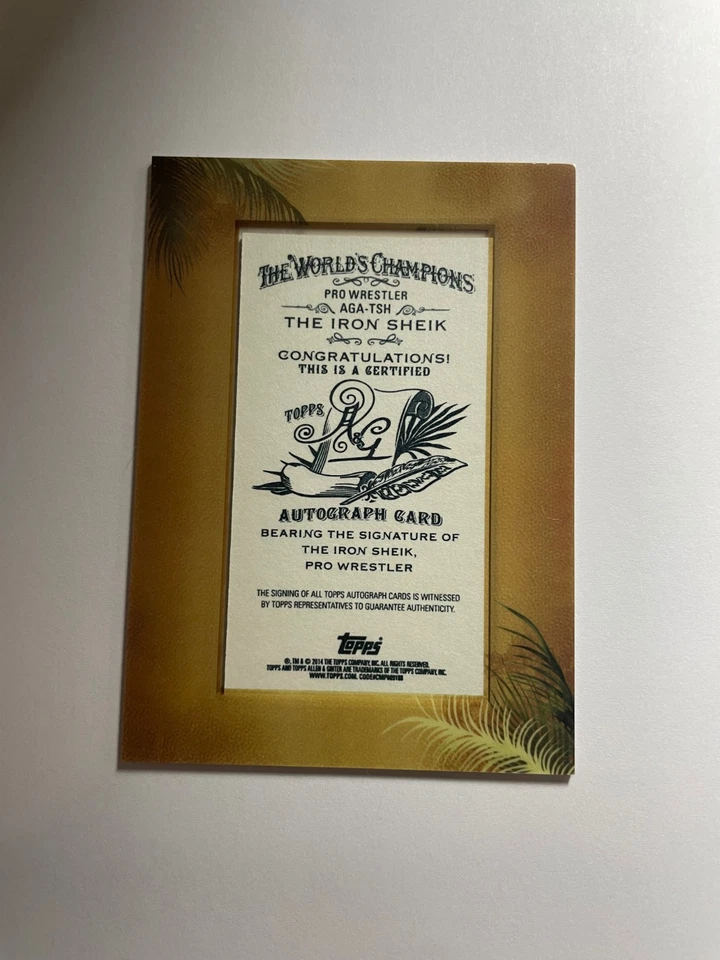 THE WORLD'S CHAMPIONS
PRO WRESTLER
AGA-TSH
THE IRON SHEIK
CONGRATULATIONS!
THIS IS A CERTIFIED
TOPPS
A&G
AUTOGRAPH CARD
BEARING THE SIGNATURE OF
THE IRON SHEIK,
PRO WRESTLER
THE SIGNING OF ALL TOPPS AUTOGRAPH CARDS IS WITNESSED
BY TOPPS REPRESENTATIVES TO GUARANTEE AUTHENTICITY.
topps
®, TM & © 2014 THE TOPPS COMPANY, INC. ALL RIGHTS RESERVED.
TOPPS AND TOPPS ALLEN & GINTER ARE TRADEMARKS OF THE TOPPS COMPANY, INC.
WWW.TOPPS.COM. CODE#CMP